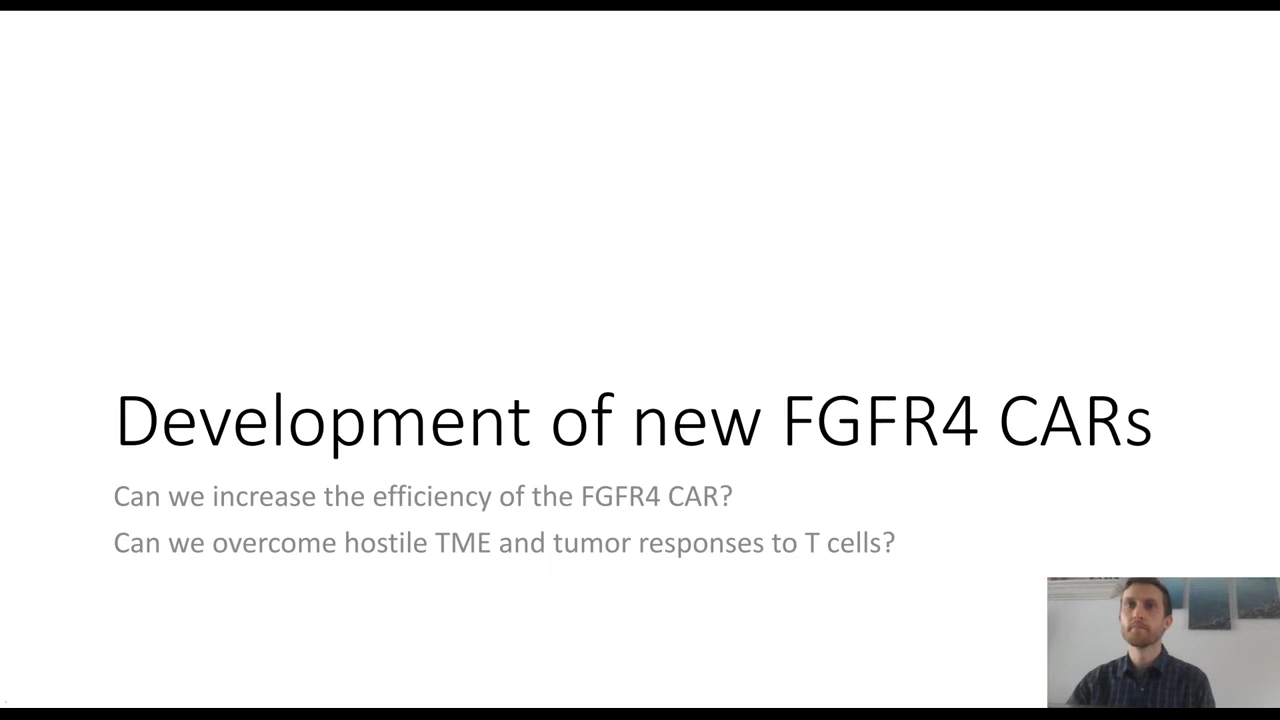 Development of new FGFR4 CARs
Can we increase the efficiency of the FGFR4 CAR?
Can we overcome hostile TME and tumor responses to T cells?